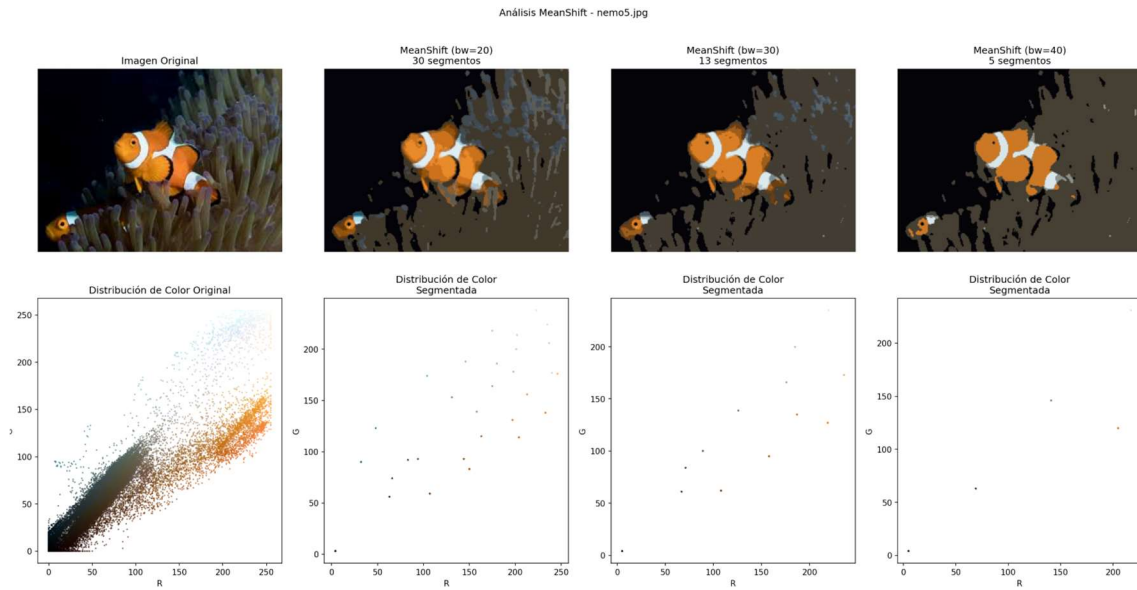 Análisis MeanShift - nemo5.jpg
Imagen Original
MeanShift (bw=20)
30 segmentos
MeanShift (bw=30)
13 segmentos
MeanShift (bw=40)
5 segmentos
Distribución de Color Original
250
200
150
100
50
0
0 50 100 150 200 250
R
Distribución de Color
Segmentada
G
200
150
100
50
0
0 50 100 150 200 250
R
Distribución de Color
Segmentada
G
200
150
100
50
0
0 50 100 150 200
R
Distribución de Color
Segmentada
G
200
150
100
50
0
0 50 100 150 200
R